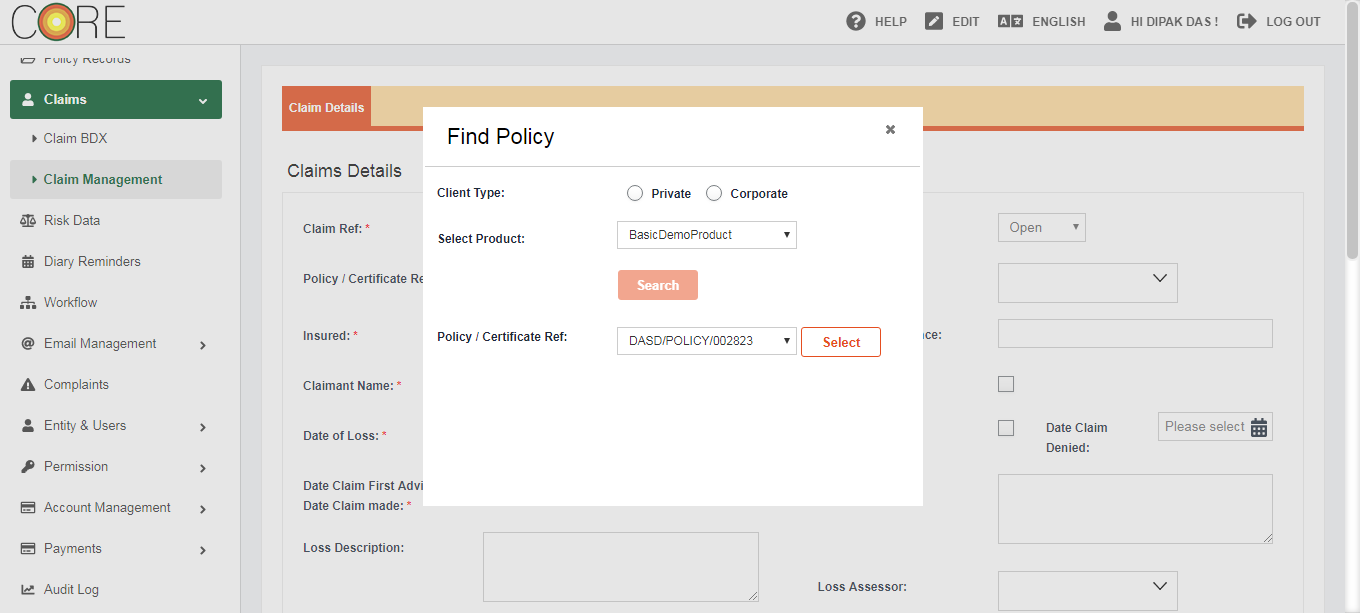 CORE
HELP
EDIT
ENGLISH
HI DIPAK DAS !
LOG OUT
Policy Records
Claims
Claim BDX
Claim Management
Risk Data
Diary Reminders
Workflow
Email Management
Complaints
Entity & Users
Permission
Account Management
Payments
Audit Log
Claim Details
Claims Details
Claim Ref: *
Open
Policy / Certificate Re
Insured: *
ce:
Claimant Name: *
Date of Loss: *
Date Claim
Denied:
Please select
Date Claim First Advi
Date Claim made: *
Loss Description:
Loss Assessor:
Find Policy
Client Type:
Private
Corporate
Select Product:
BasicDemoProduct
Search
Policy / Certificate Ref:
DASD/POLICY/002823
Select